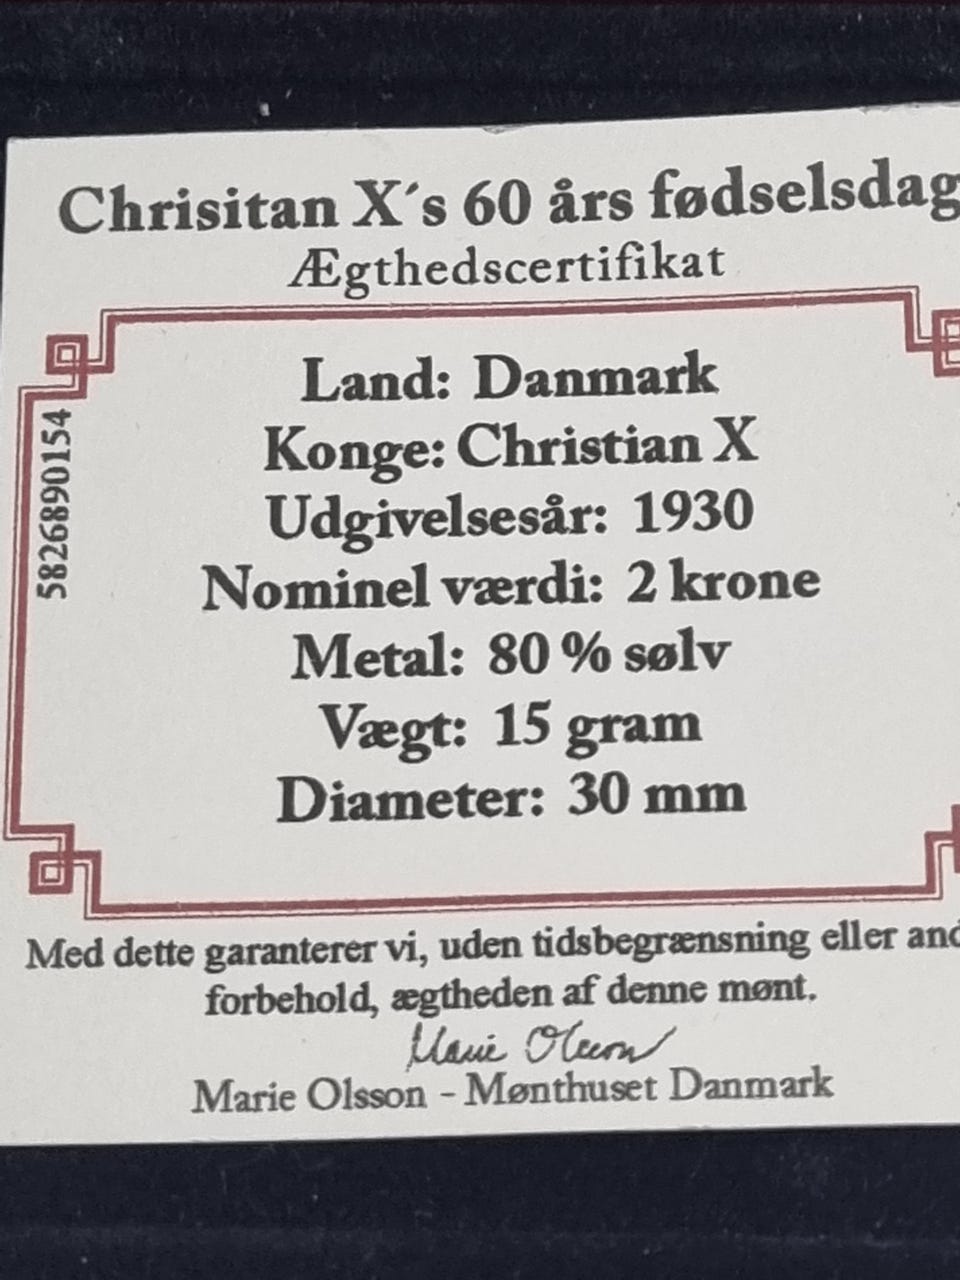 Chrisitan X´s 60 års fødselsdag
Ægthedscertifikat
Land: Danmark
Konge: Christian X
Udgivelsesår: 1930
Nominel værdi: 2 krone
Metal: 80 % sølv
Vægt: 15 gram
Diameter: 30 mm
5826890154
Med dette garanterer vi, uden tidsbegrænsning eller
forbehold, ægtheden af denne mønt.
Marie Olsson
Marie Olsson - Mønthuset Danmark